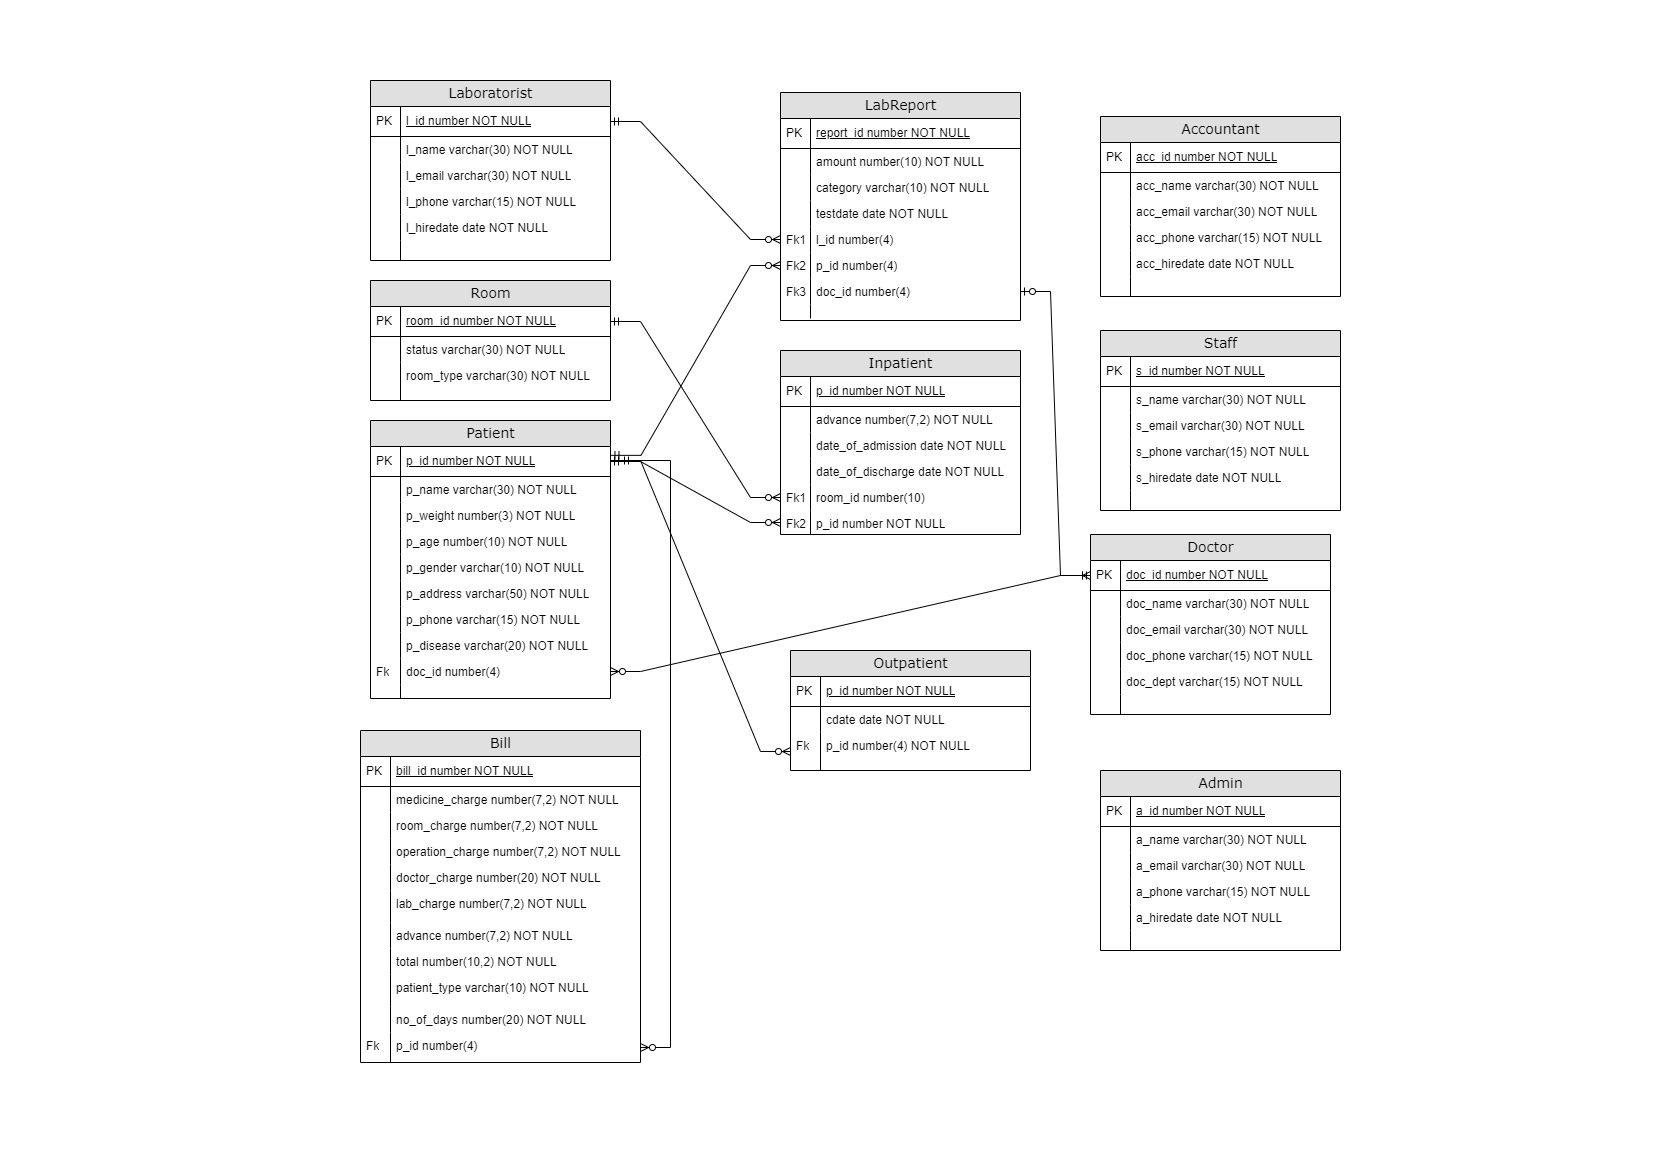 Laboratorist
PK l_id number NOT NULL
l_name varchar(30) NOT NULL
l_email varchar(30) NOT NULL
l_phone varchar(15) NOT NULL
l_hiredate date NOT NULL
Room
PK room_id number NOT NULL
status varchar(30) NOT NULL
room_type varchar(30) NOT NULL
Patient
PK p_id number NOT NULL
p_name varchar(30) NOT NULL
p_weight number(3) NOT NULL
p_age number(10) NOT NULL
p_gender varchar(10) NOT NULL
p_address varchar(50) NOT NULL
p_phone varchar(15) NOT NULL
p_disease varchar(20) NOT NULL
Fk doc_id number(4)
Bill
PK bill_id number NOT NULL
medicine_charge number(7,2) NOT NULL
room_charge number(7,2) NOT NULL
operation_charge number(7,2) NOT NULL
doctor_charge number(20) NOT NULL
lab_charge number(7,2) NOT NULL
advance number(7,2) NOT NULL
total number(10,2) NOT NULL
patient_type varchar(10) NOT NULL
no_of_days number(20) NOT NULL
Fk p_id number(4)
LabReport
PK report_id number NOT NULL
amount number(10) NOT NULL
category varchar(10) NOT NULL
testdate date NOT NULL
Fk1 l_id number(4)
Fk2 p_id number(4)
Fk3 doc_id number(4)
Inpatient
PK p_id number NOT NULL
advance number(7,2) NOT NULL
date_of_admission date NOT NULL
date_of_discharge date NOT NULL
Fk1 room_id number(10)
Fk2 p_id number NOT NULL
Outpatient
PK p_id number NOT NULL
cdate date NOT NULL
Fk p_id number(4) NOT NULL
Accountant
PK acc_id number NOT NULL
acc_name varchar(30) NOT NULL
acc_email varchar(30) NOT NULL
acc_phone varchar(15) NOT NULL
acc_hiredate date NOT NULL
Staff
PK s_id number NOT NULL
s_name varchar(30) NOT NULL
s_email varchar(30) NOT NULL
s_phone varchar(15) NOT NULL
s_hiredate date NOT NULL
Doctor
PK doc_id number NOT NULL
doc_name varchar(30) NOT NULL
doc_email varchar(30) NOT NULL
doc_phone varchar(15) NOT NULL
doc_dept varchar(15) NOT NULL
Admin
PK a_id number NOT NULL
a_name varchar(30) NOT NULL
a_email varchar(30) NOT NULL
a_phone varchar(15) NOT NULL
a_hiredate date NOT NULL